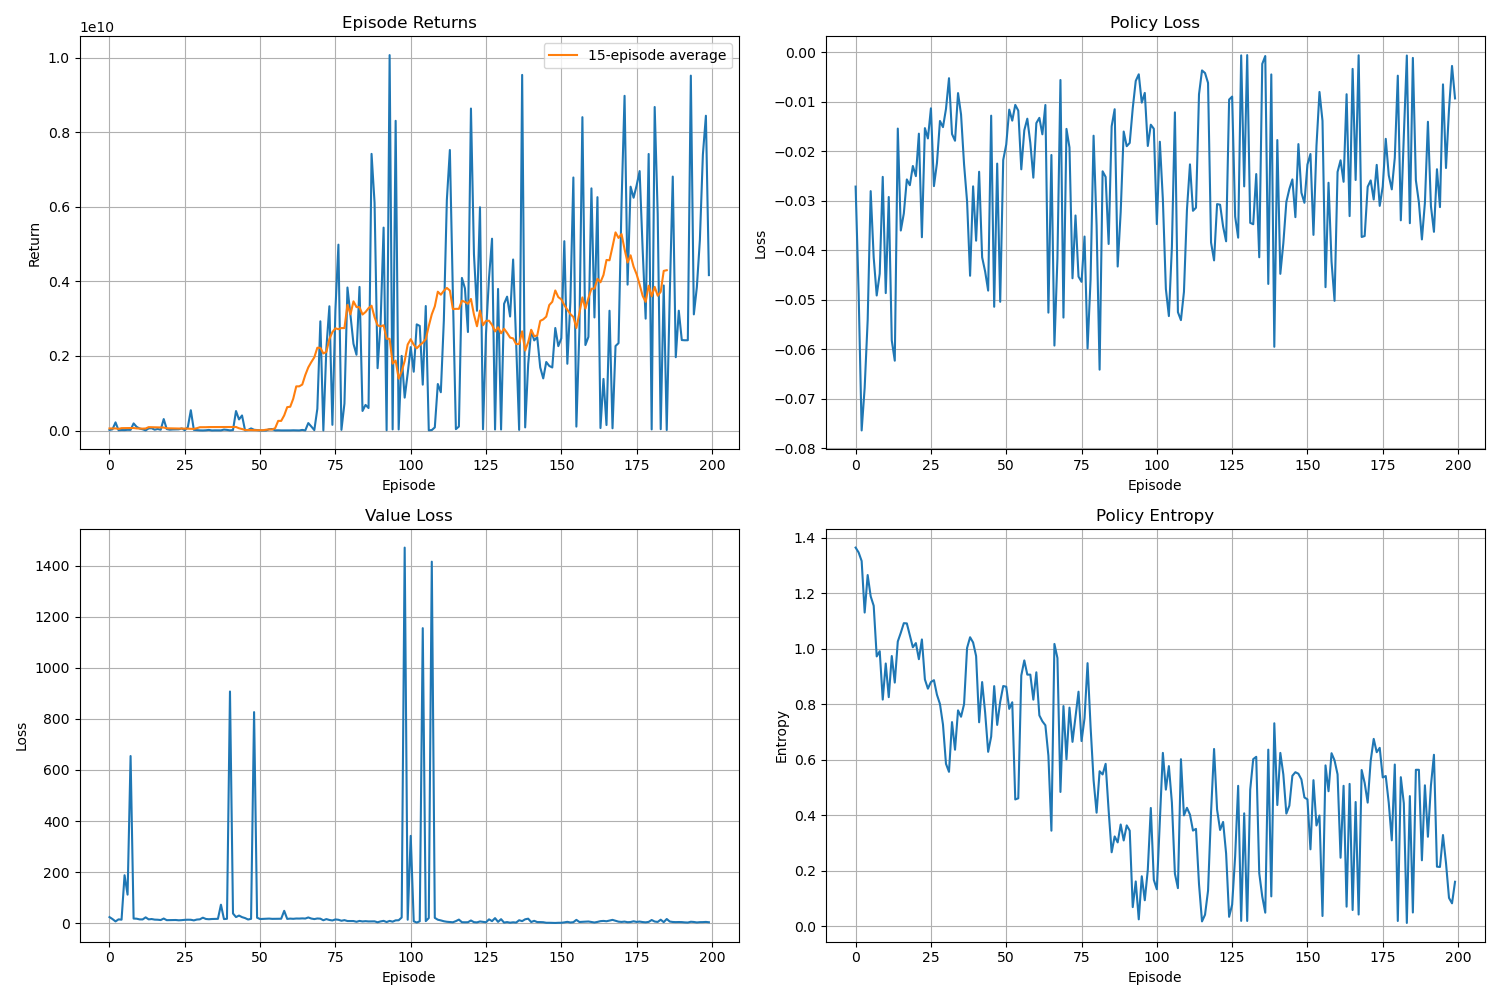 Episode Returns
1e10
15-episode average
1.0
0.8
0.6
0.4
0.2
0.0
Return
0 25 50 75 100 125 150 175 200
Episode
Policy Loss
0.00
−0.01
−0.02
−0.03
−0.04
−0.05
−0.06
−0.07
−0.08
Loss
0 25 50 75 100 125 150 175 200
Episode
Value Loss
1400
1200
1000
800
600
400
200
0
Loss
0 25 50 75 100 125 150 175 200
Episode
Policy Entropy
1.4
1.2
1.0
0.8
0.6
0.4
0.2
0.0
Entropy
0 25 50 75 100 125 150 175 200
Episode